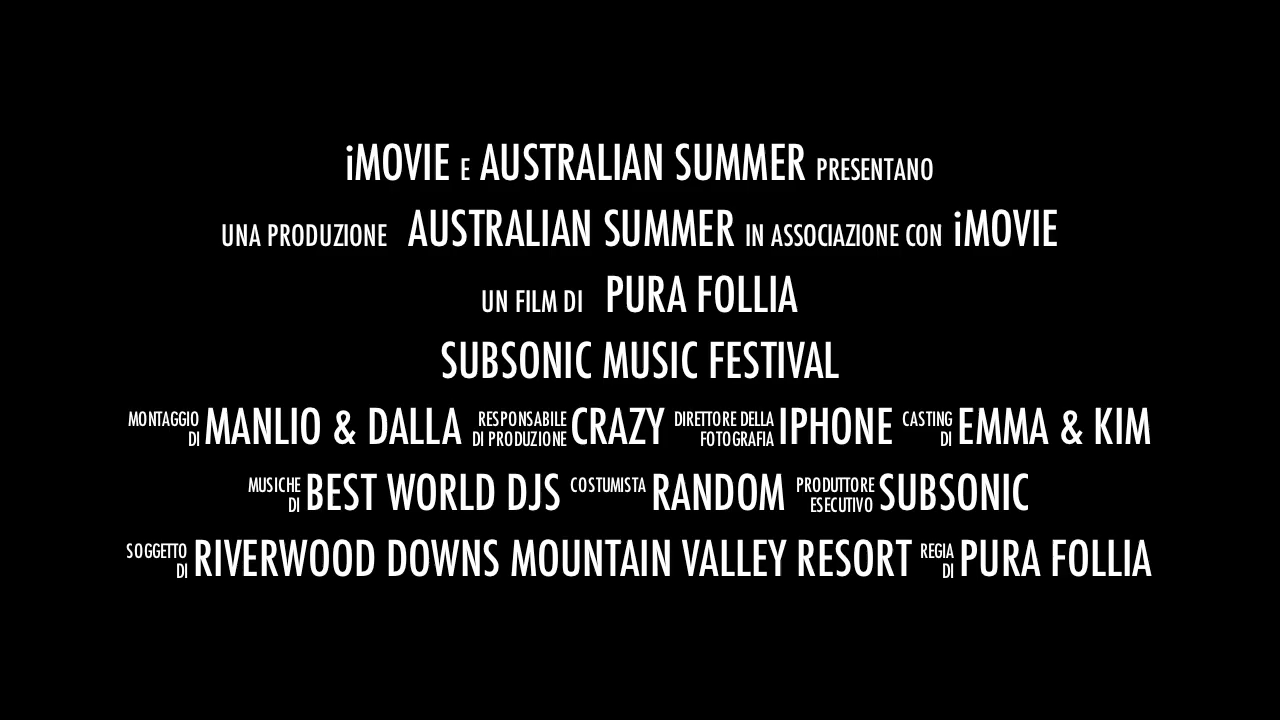 iMOVIE E AUSTRALIAN SUMMER PRESENTANO
UNA PRODUZIONE AUSTRALIAN SUMMER IN ASSOCIAZIONE CON iMOVIE
UN FILM DI PURA FOLLIA
SUBSONIC MUSIC FESTIVAL
MONTAGGIO DI MANLIO & DALLA RESPONSABILE DI PRODUZIONE CRAZY DIRETTORE DELLA FOTOGRAFIA IPHONE CASTING DI EMMA & KIM
MUSICHE DI BEST WORLD DJS COSTUMISTA RANDOM PRODUTTORE ESECUTIVO SUBSONIC
SOGGETTO DI RIVERWOOD DOWNS MOUNTAIN VALLEY RESORT REGIA DI PURA FOLLIA